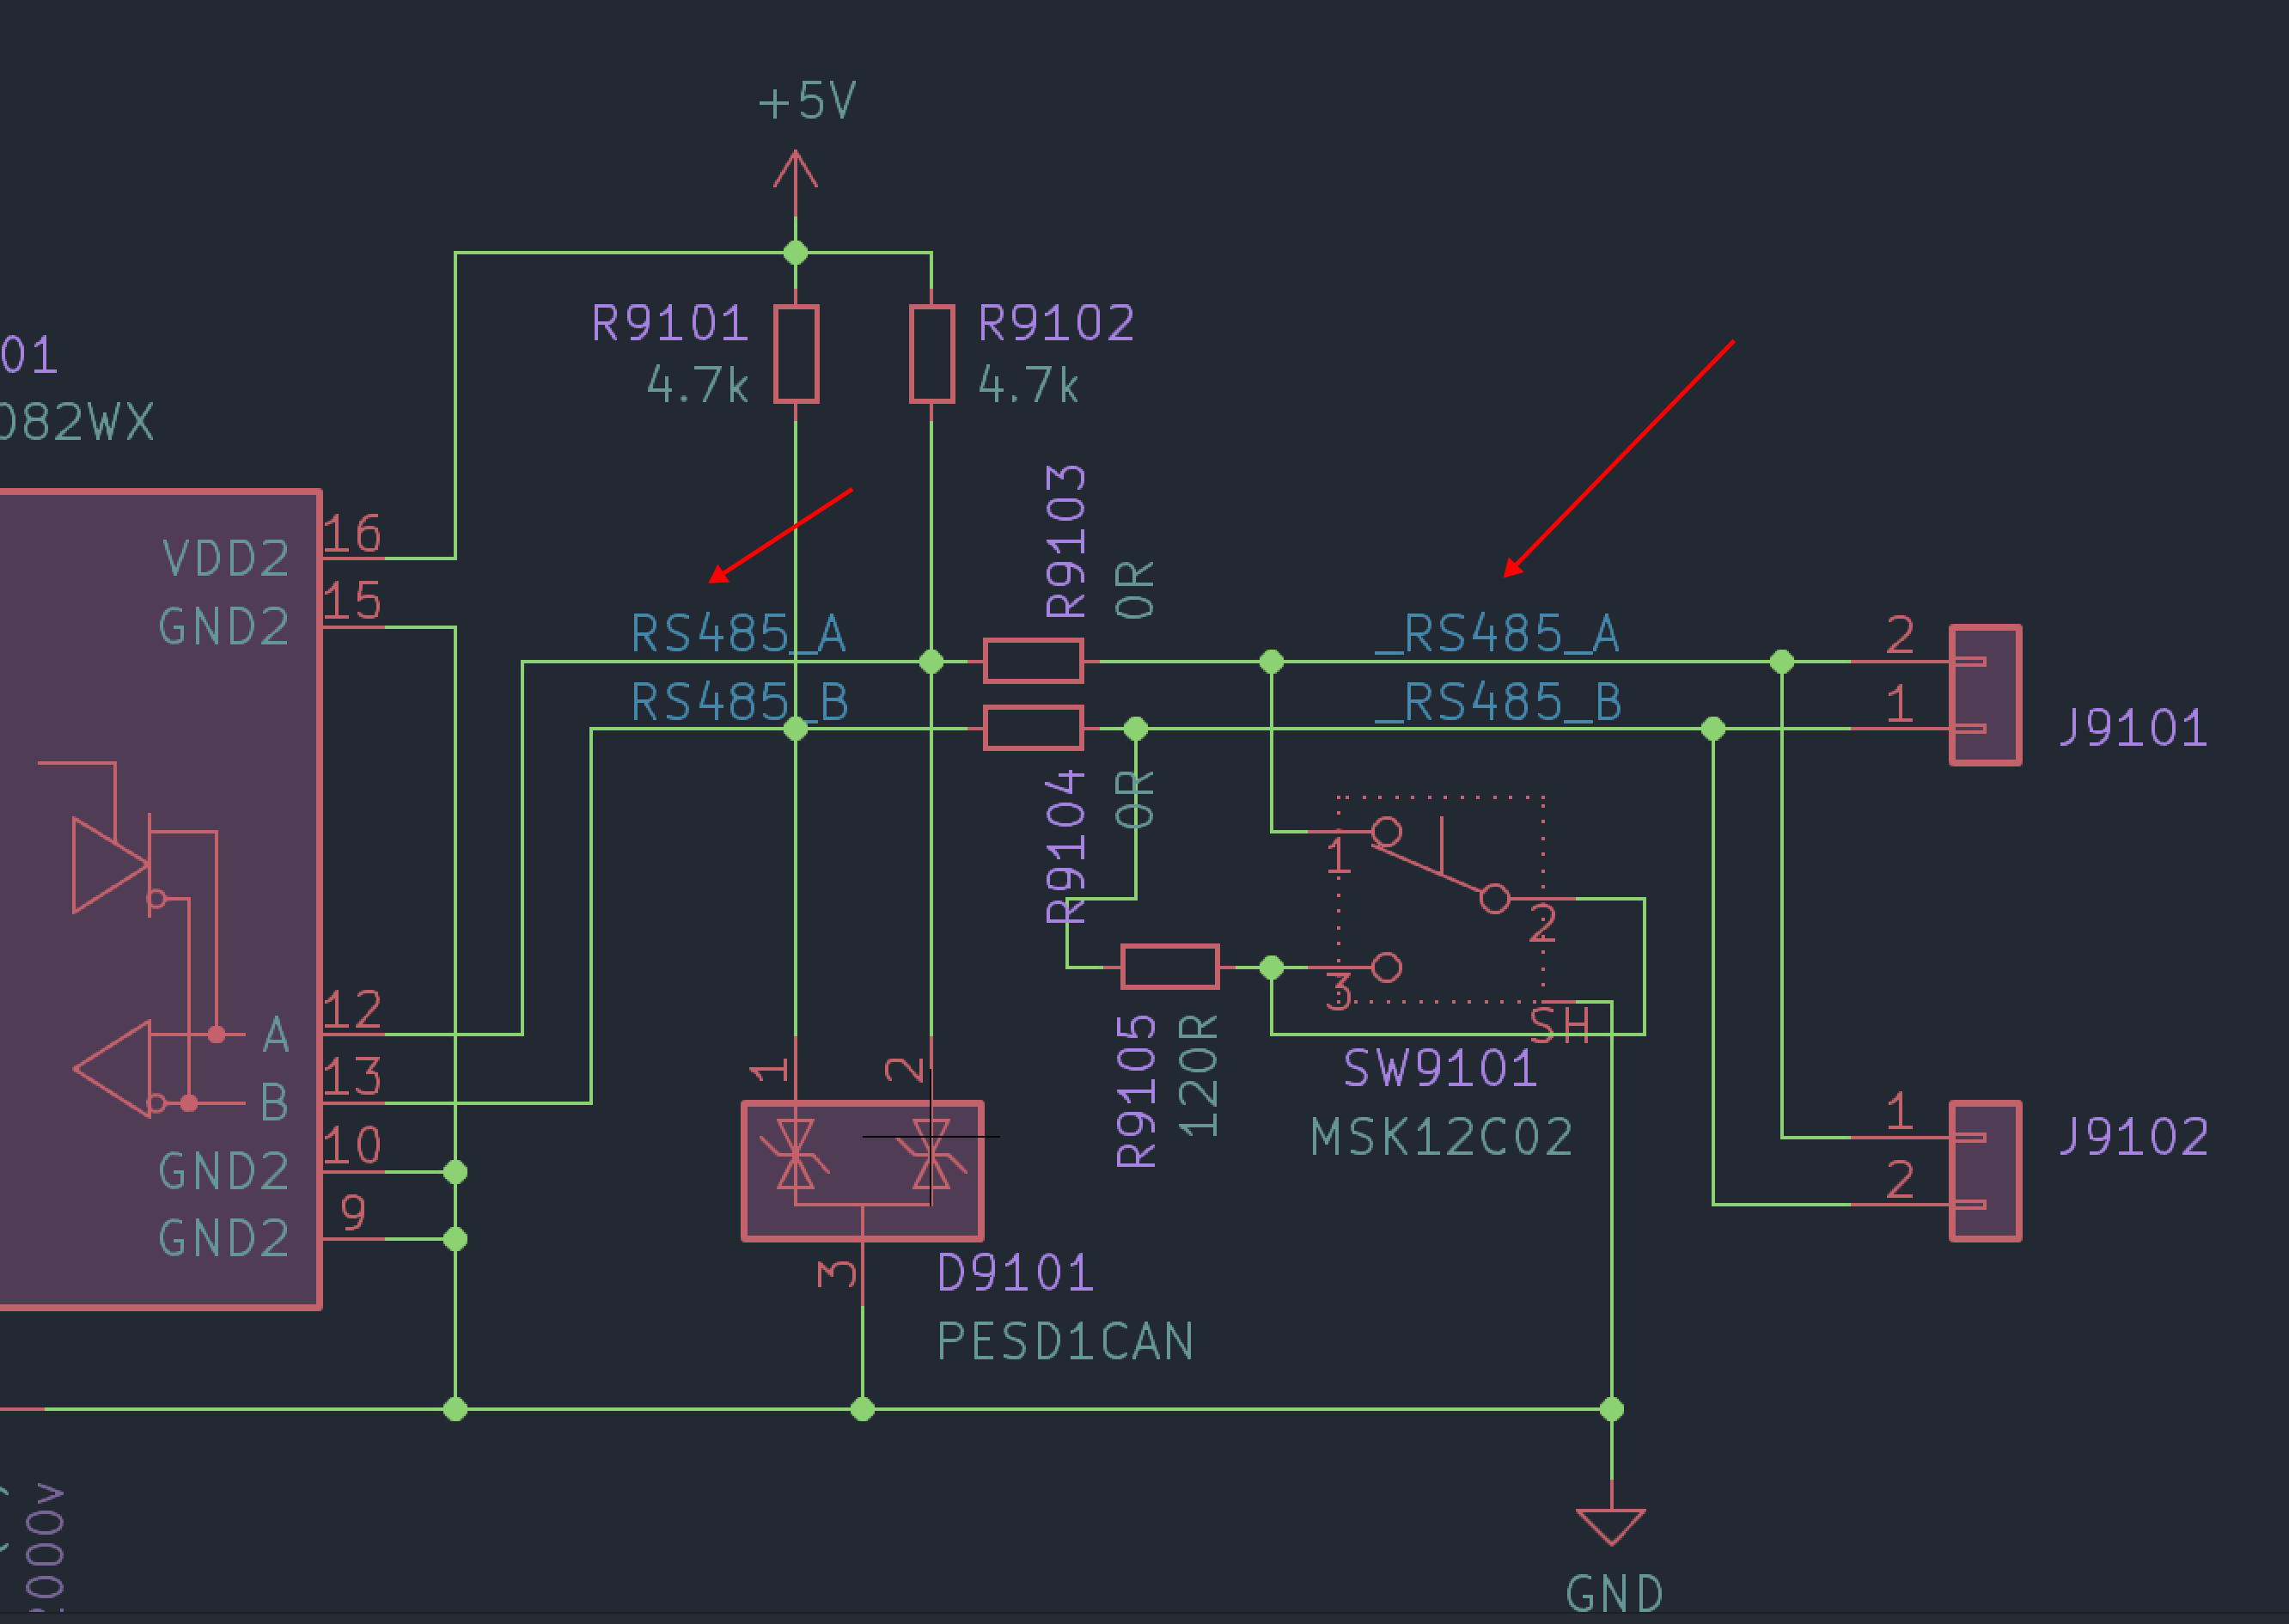 +5V
R9101
4.7k
R9102
4.7k
01
082WX
R9103
0R
VDD2
16
GND2
15
RS485_A
_RS485_A
2
RS485_B
_RS485_B
1
J9101
R9104
0R
1
2
3
SH
A
12
B
13
GND2
10
GND2
9
1
2
3
D9101
PESD1CAN
R9105
120R
SW9101
MSK12C02
1
2
J9102
GND
2000v